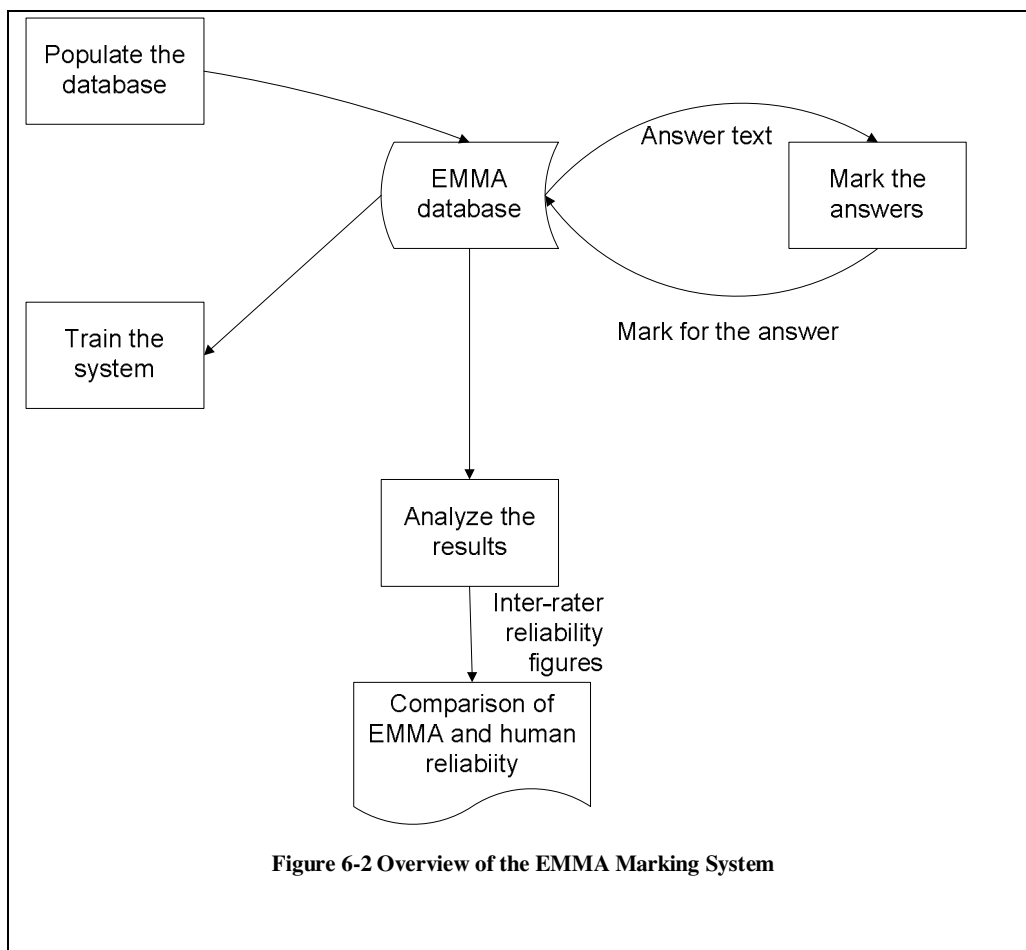 Populate the
database
EMMA
database
Answer text
Mark the
answers
Train the
system
Mark for the answer
Analyze the
results
Inter-rater
reliability
figures
Comparison of
EMMA and human
reliabiity
Figure 6-2 Overview of the EMMA Marking System